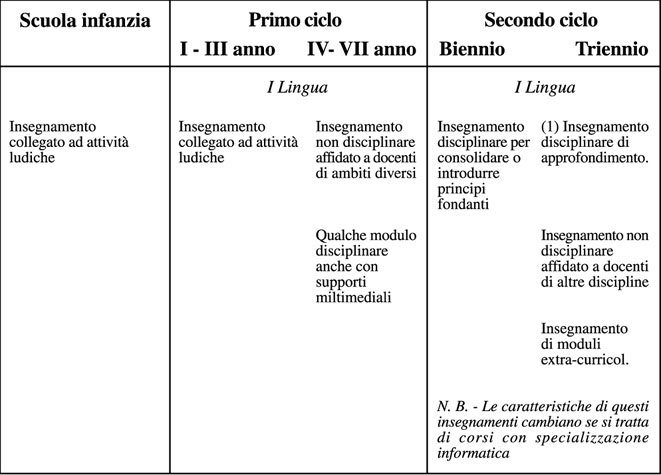 Scuola infanzia
Primo ciclo
I - III anno
IV- VII anno
Secondo ciclo
Biennio
Triennio
I Lingua
I Lingua
Insegnamento
collegato ad attività
ludiche
Insegnamento
collegato ad attività
ludiche
Insegnamento
non disciplinare
affidato a docenti
di ambiti diversi
Qualche modulo
disciplinare
anche con
supporti
miltimediali
Insegnamento
disciplinare per
consolidare o
introdurre
principi
fondanti
(1) Insegnamento
disciplinare di
approfondimento.
Insegnamento non
disciplinare
affidato a docenti
di altre discipline
Insegnamento
di moduli
extra-curricol.
N. B. - Le caratteristiche di questi
insegnamenti cambiano se si tratta
di corsi con specializzazione
informatica